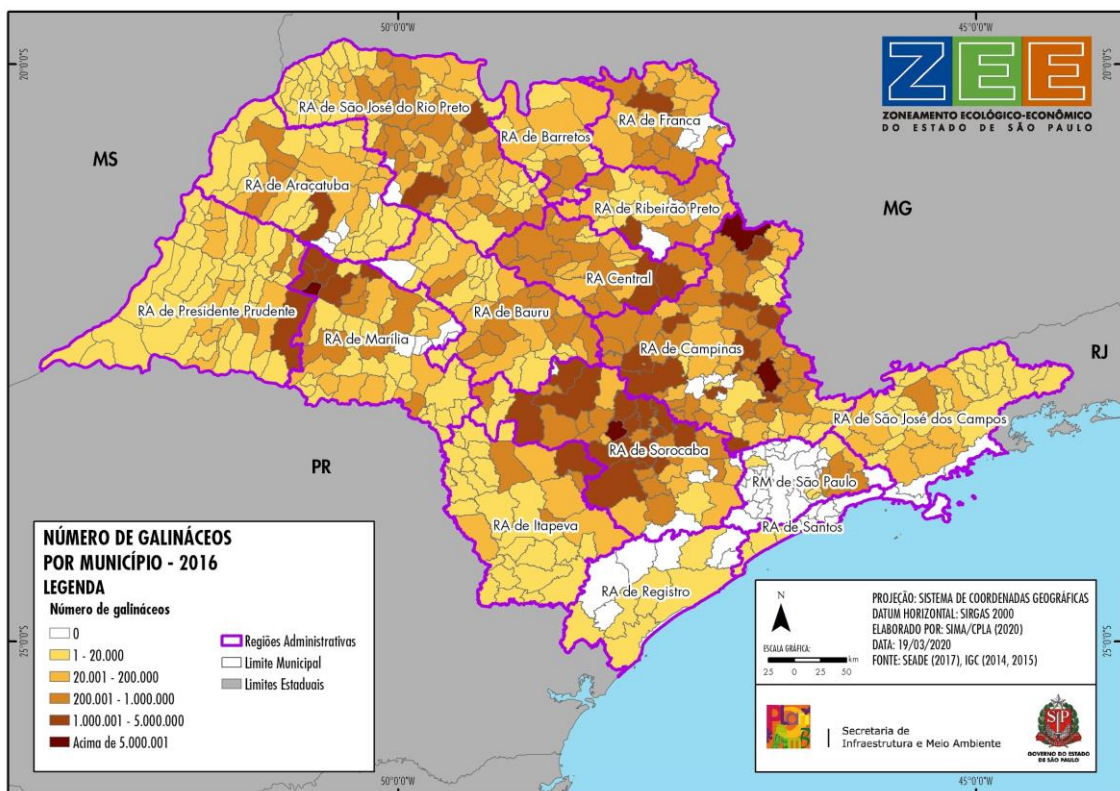 50°0'0"W
45°0'0"W
20°0'0"S
20°0'0"S
ZEE
ZONEAMENTO ECOLÓGICO-ECONÔMICO
DO ESTADO DE SÃO PAULO
RA de São José do Rio Preto
RA de Barretos
RA de Franca
MS
RA de Araçatuba
RA de Ribeirão Preto
MG
RA Central
RA de Presidente Prudente
RA de Bauru
RA de Marília
RA de Campinas
RJ
RA de São José dos Campos
PR
RA de Sorocaba
RM de São Paulo
RA de Itapeva
RA de Santos
RA de Registro
NÚMERO DE GALINÁCEOS
POR MUNICÍPIO - 2016
LEGENDA
Número de galináceos
0
1 - 20.000
20.001 - 200.000
200.001 - 1.000.000
1.000.001 - 5.000.000
Acima de 5.000.001
Regiões Administrativas
Limite Municipal
Limites Estaduais
N
ESCALA GRÁFICA:
25 0 25 50
km
PROJEÇÃO: SISTEMA DE COORDENADAS GEOGRÁFICAS
DATUM HORIZONTAL: SIRGAS 2000
ELABORADO POR: SIMA/CPLA (2020)
DATA: 19/03/2020
FONTE: SEADE (2017), IGC (2014, 2015)
Secretaria de
Infraestrutura e Meio Ambiente
SP
GOVERNO DO ESTADO
DE SÃO PAULO
25°0'0"S
25°0'0"S
50°0'0"W
45°0'0"W